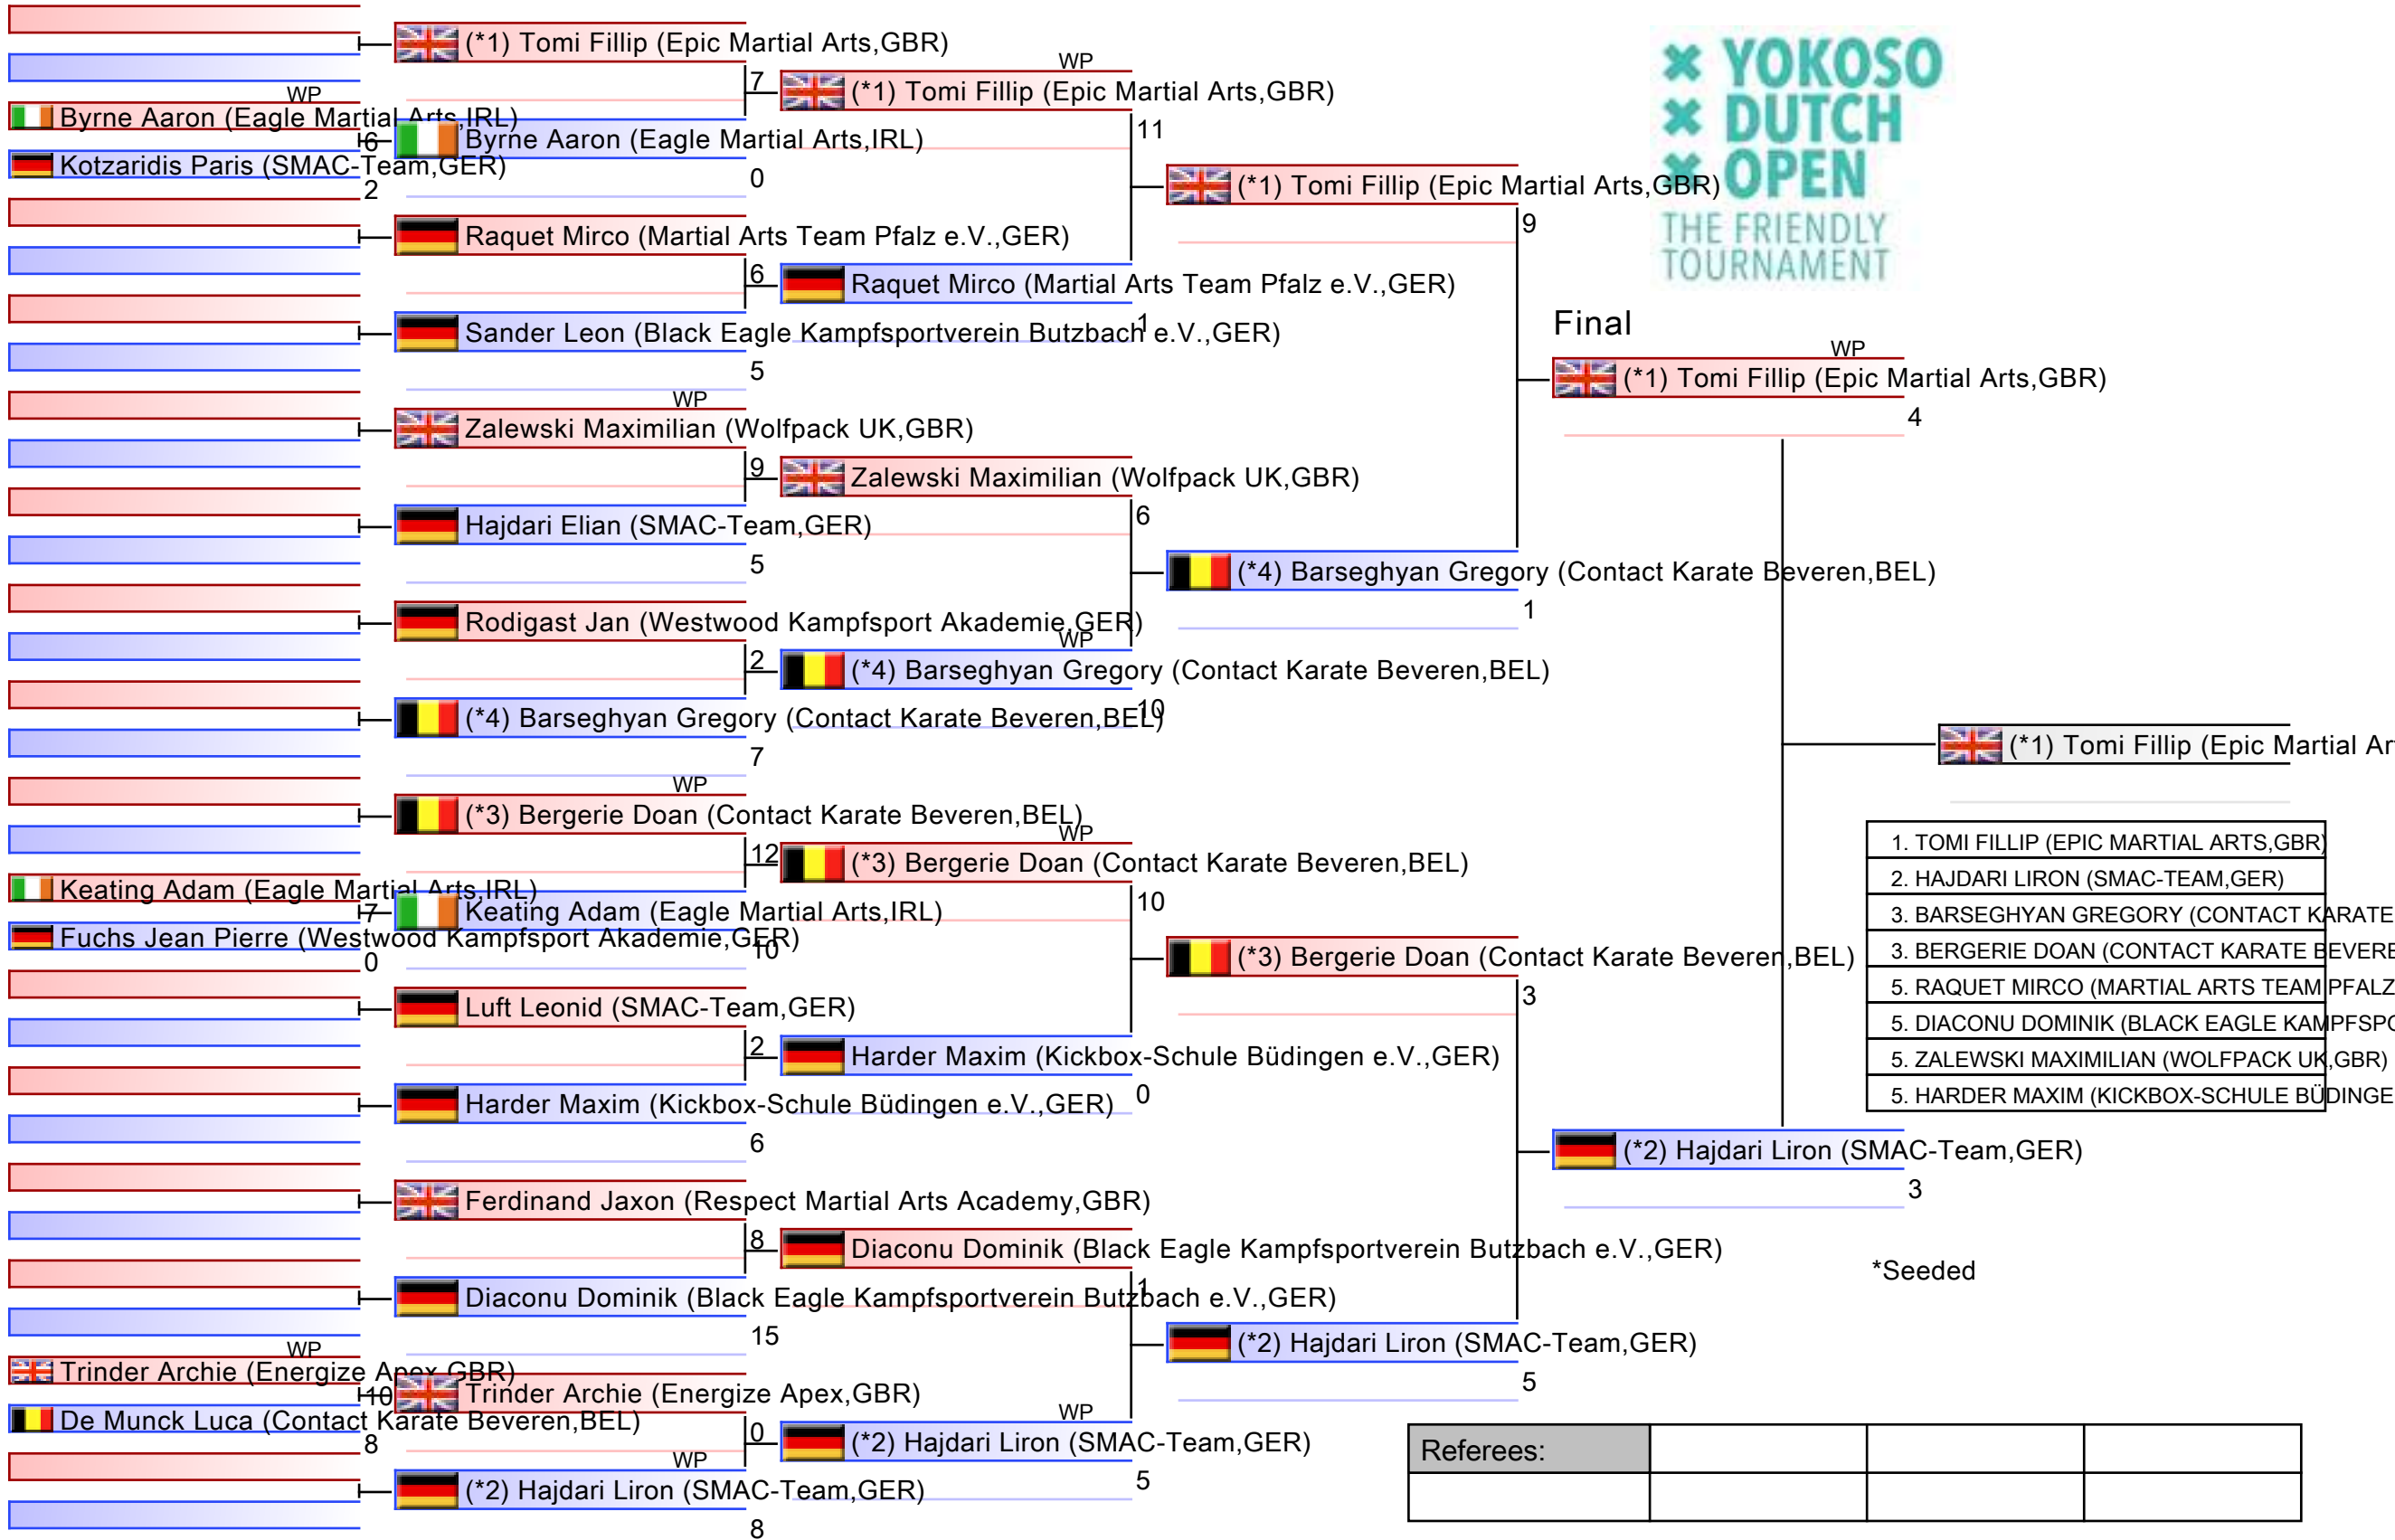 WP
Byrne Aaron (Eagle Martial Arts,IRL)
6
Kotzaridis Paris (SMAC-Team,GER)
2
Keating Adam (Eagle Martial Arts,IRL)
7
Fuchs Jean Pierre (Westwood Kampfsport Akademie,GER)
0
WP
Trinder Archie (Energize Apex,GBR)
10
De Munck Luca (Contact Karate Beveren,BEL)
8
(*1) Tomi Fillip (Epic Martial Arts,GBR)
7
Byrne Aaron (Eagle Martial Arts,IRL)
0
Raquet Mirco (Martial Arts Team Pfalz e.V.,GER)
6
Sander Leon (Black Eagle Kampfsportverein Butzbach e.V.,GER)
5
WP
Zalewski Maximilian (Wolfpack UK,GBR)
9
Hajdari Elian (SMAC-Team,GER)
5
Rodigast Jan (Westwood Kampfsport Akademie,GER)
2
(*4) Barseghyan Gregory (Contact Karate Beveren,BEL)
7
WP
(*3) Bergerie Doan (Contact Karate Beveren,BEL)
12
Keating Adam (Eagle Martial Arts,IRL)
10
Luft Leonid (SMAC-Team,GER)
2
Harder Maxim (Kickbox-Schule Büdingen e.V.,GER)
6
Ferdinand Jaxon (Respect Martial Arts Academy,GBR)
8
Diaconu Dominik (Black Eagle Kampfsportverein Butzbach e.V.,GER)
15
Trinder Archie (Energize Apex,GBR)
0
WP
(*2) Hajdari Liron (SMAC-Team,GER)
8
WP
(*1) Tomi Fillip (Epic Martial Arts,GBR)
11
Raquet Mirco (Martial Arts Team Pfalz e.V.,GER)
1
Zalewski Maximilian (Wolfpack UK,GBR)
6
WP
(*4) Barseghyan Gregory (Contact Karate Beveren,BEL)
10
WP
(*3) Bergerie Doan (Contact Karate Beveren,BEL)
10
Harder Maxim (Kickbox-Schule Büdingen e.V.,GER)
0
Diaconu Dominik (Black Eagle Kampfsportverein Butzbach e.V.,GER)
1
WP
(*2) Hajdari Liron (SMAC-Team,GER)
5
(*1) Tomi Fillip (Epic Martial Arts,GBR)
9
(*4) Barseghyan Gregory (Contact Karate Beveren,BEL)
1
(*3) Bergerie Doan (Contact Karate Beveren,BEL)
3
(*2) Hajdari Liron (SMAC-Team,GER)
5
YOKOSO
DUTCH
OPEN
THE FRIENDLY
TOURNAMENT
Final
WP
(*1) Tomi Fillip (Epic Martial Arts,GBR)
4
(*2) Hajdari Liron (SMAC-Team,GER)
3
(*1) Tomi Fillip (Epic Martial Ar
1. TOMI FILLIP (EPIC MARTIAL ARTS,GBR)
2. HAJDARI LIRON (SMAC-TEAM,GER)
3. BARSEGHYAN GREGORY (CONTACT KARATE
3. BERGERIE DOAN (CONTACT KARATE BEVERE
5. RAQUET MIRCO (MARTIAL ARTS TEAM PFALZ
5. DIACONU DOMINIK (BLACK EAGLE KAMPFSPO
5. ZALEWSKI MAXIMILIAN (WOLFPACK UK,GBR)
5. HARDER MAXIM (KICKBOX-SCHULE BÜDINGE
*Seeded
Referees: